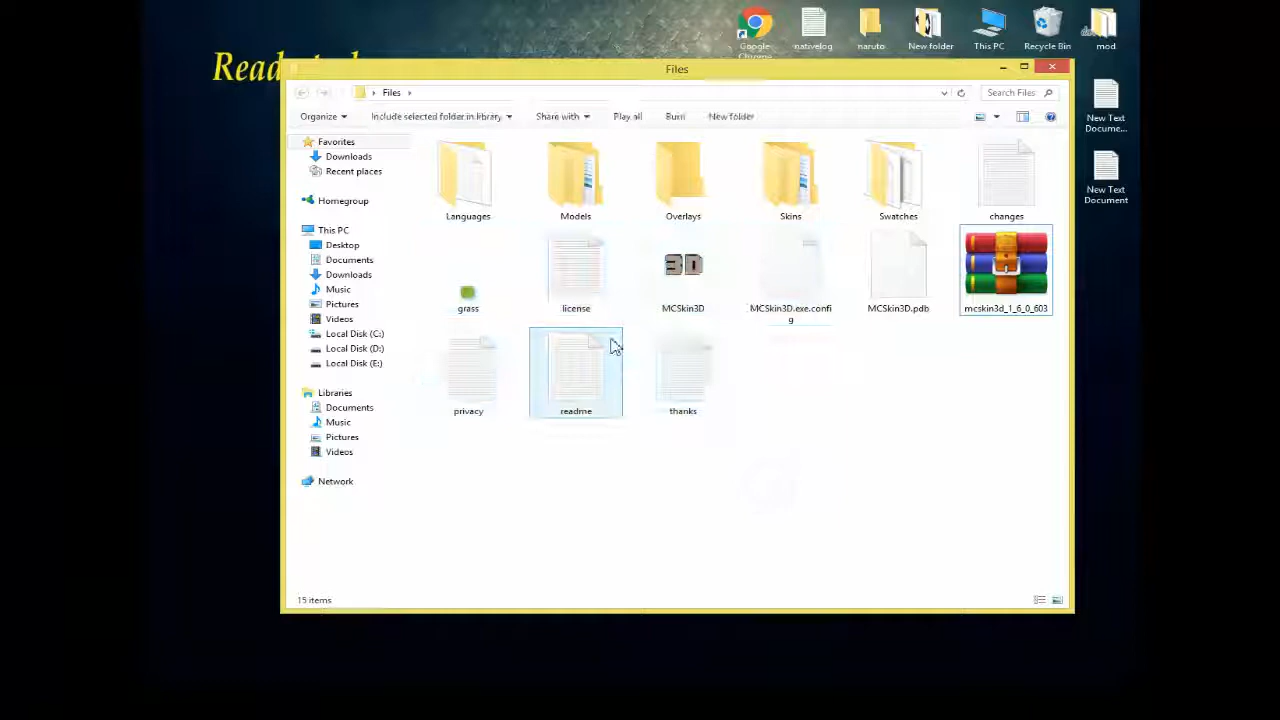 Google
Chrome
nativelog
naruto
New folder
This PC
Recycle Bin
mod
Files
Files
Search Files
Organize
Include selected folder in library
Share with
Play all
Burn
New folder
Favorites
Downloads
Recent places
Homegroup
This PC
Desktop
Documents
Downloads
Music
Pictures
Videos
Local Disk (C:)
Local Disk (D:)
Local Disk (E:)
Libraries
Documents
Music
Pictures
Videos
Network
Languages
Models
Overlays
Skins
Swatches
changes
3D
grass
license
MCSkin3D
MCSkin3D.exe.confi
g
MCSkin3D.pdb
mcskin3d_1_6_0_603
privacy
readme
thanks
15 items
New Text
Docume...
New Text
Document